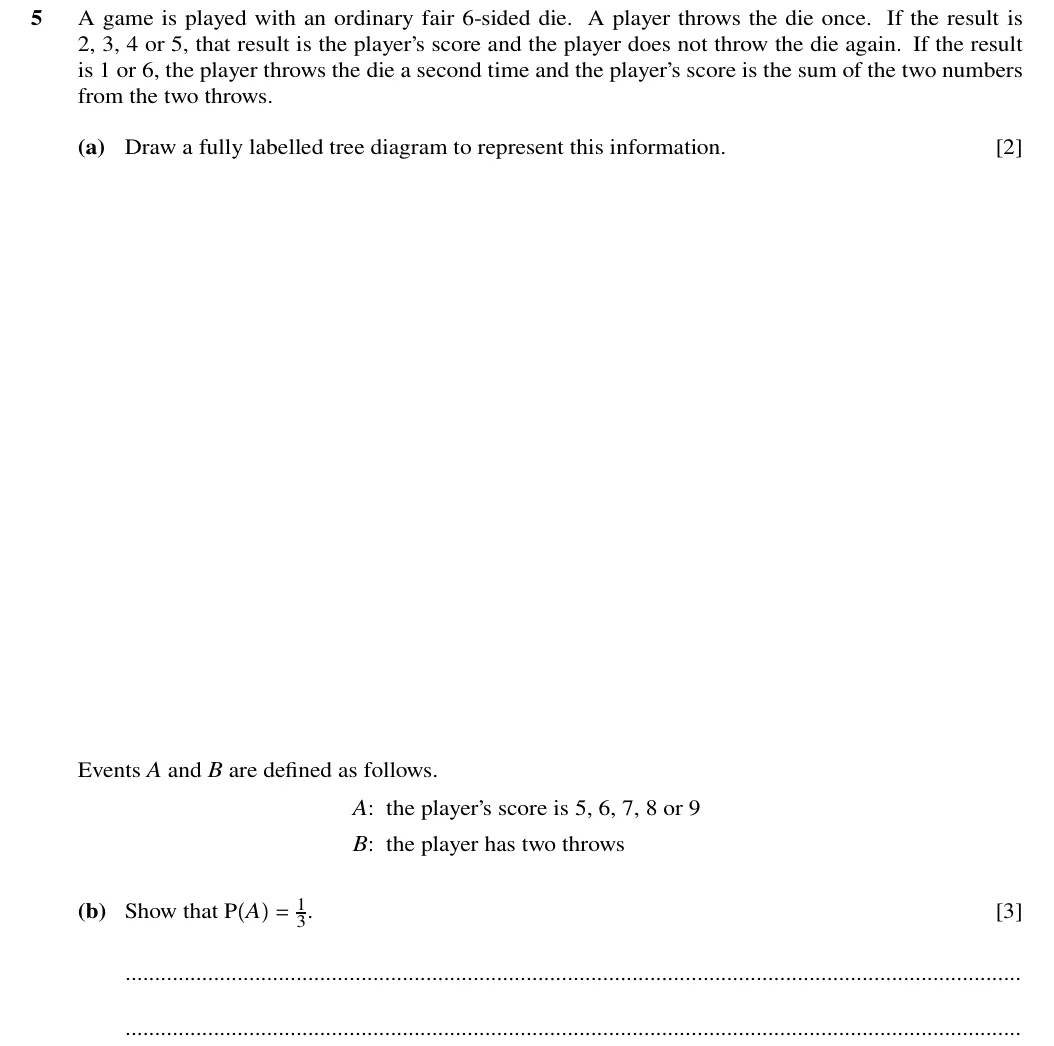 5 A game is played with an ordinary fair 6-sided die. A player throws the die once. If the result is
2, 3, 4 or 5, that result is the player’s score and the player does not throw the die again. If the result
is 1 or 6, the player throws the die a second time and the player’s score is the sum of the two numbers
from the two throws.
(a) Draw a fully labelled tree diagram to represent this information. [2]
Events A and B are defined as follows.
A: the player’s score is 5, 6, 7, 8 or 9
B: the player has two throws
(b) Show that P(A) = 1/3. [3]